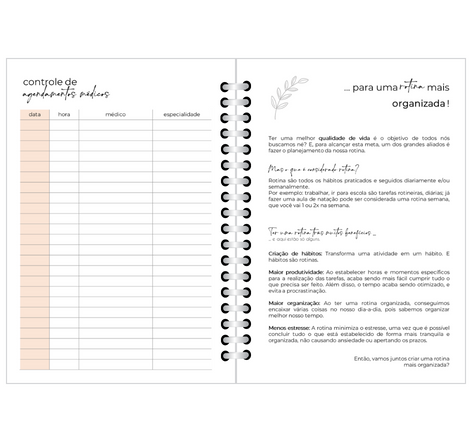 controle de
agendamentos médicos
data hora médico especialidade
... para uma rotina mais
organizada!
Ter uma melhor qualidade de vida é o objetivo de todos nós
buscamos né? E, para alcançar esta meta, um dos grandes aliados é
fazer o planejamento da nossa rotina.
Mas o que é considerado rotina?
Rotina são todos os hábitos praticados e seguidos diariamente e/ou
semanalmente.
Por exemplo: trabalhar, ir para escola são tarefas rotineiras, diárias; já
fazer uma aula de natação pode ser considerada uma rotina semanal,
que você vai 1 ou 2x na semana.
Ter uma rotina trás muitos benefícios ...
... e aqui estão só alguns
Criação de hábitos: Transforma uma atividade em um hábito. E
hábitos são rotinas.
Maior produtividade: Ao estabelecer horas e momentos específicos
para a realização das tarefas, acaba sendo mais fácil cumprir tudo o
que precisa ser feito. Além disso, o tempo acaba sendo otimizado, e
evita a procrastinação.
Maior organização: Ao ter uma rotina organizada, conseguimos
encaixar várias coisas no nosso dia-a-dia, pois sabemos organizar
melhor nosso tempo.
Menos estresse: A rotina minimiza o estresse, uma vez que é possível
concluir tudo o que está estabelecido de forma mais tranquila e
organizada, não causando ansiedade ou apertando os prazos.
Então, vamos juntos criar uma rotina
mais organizada?